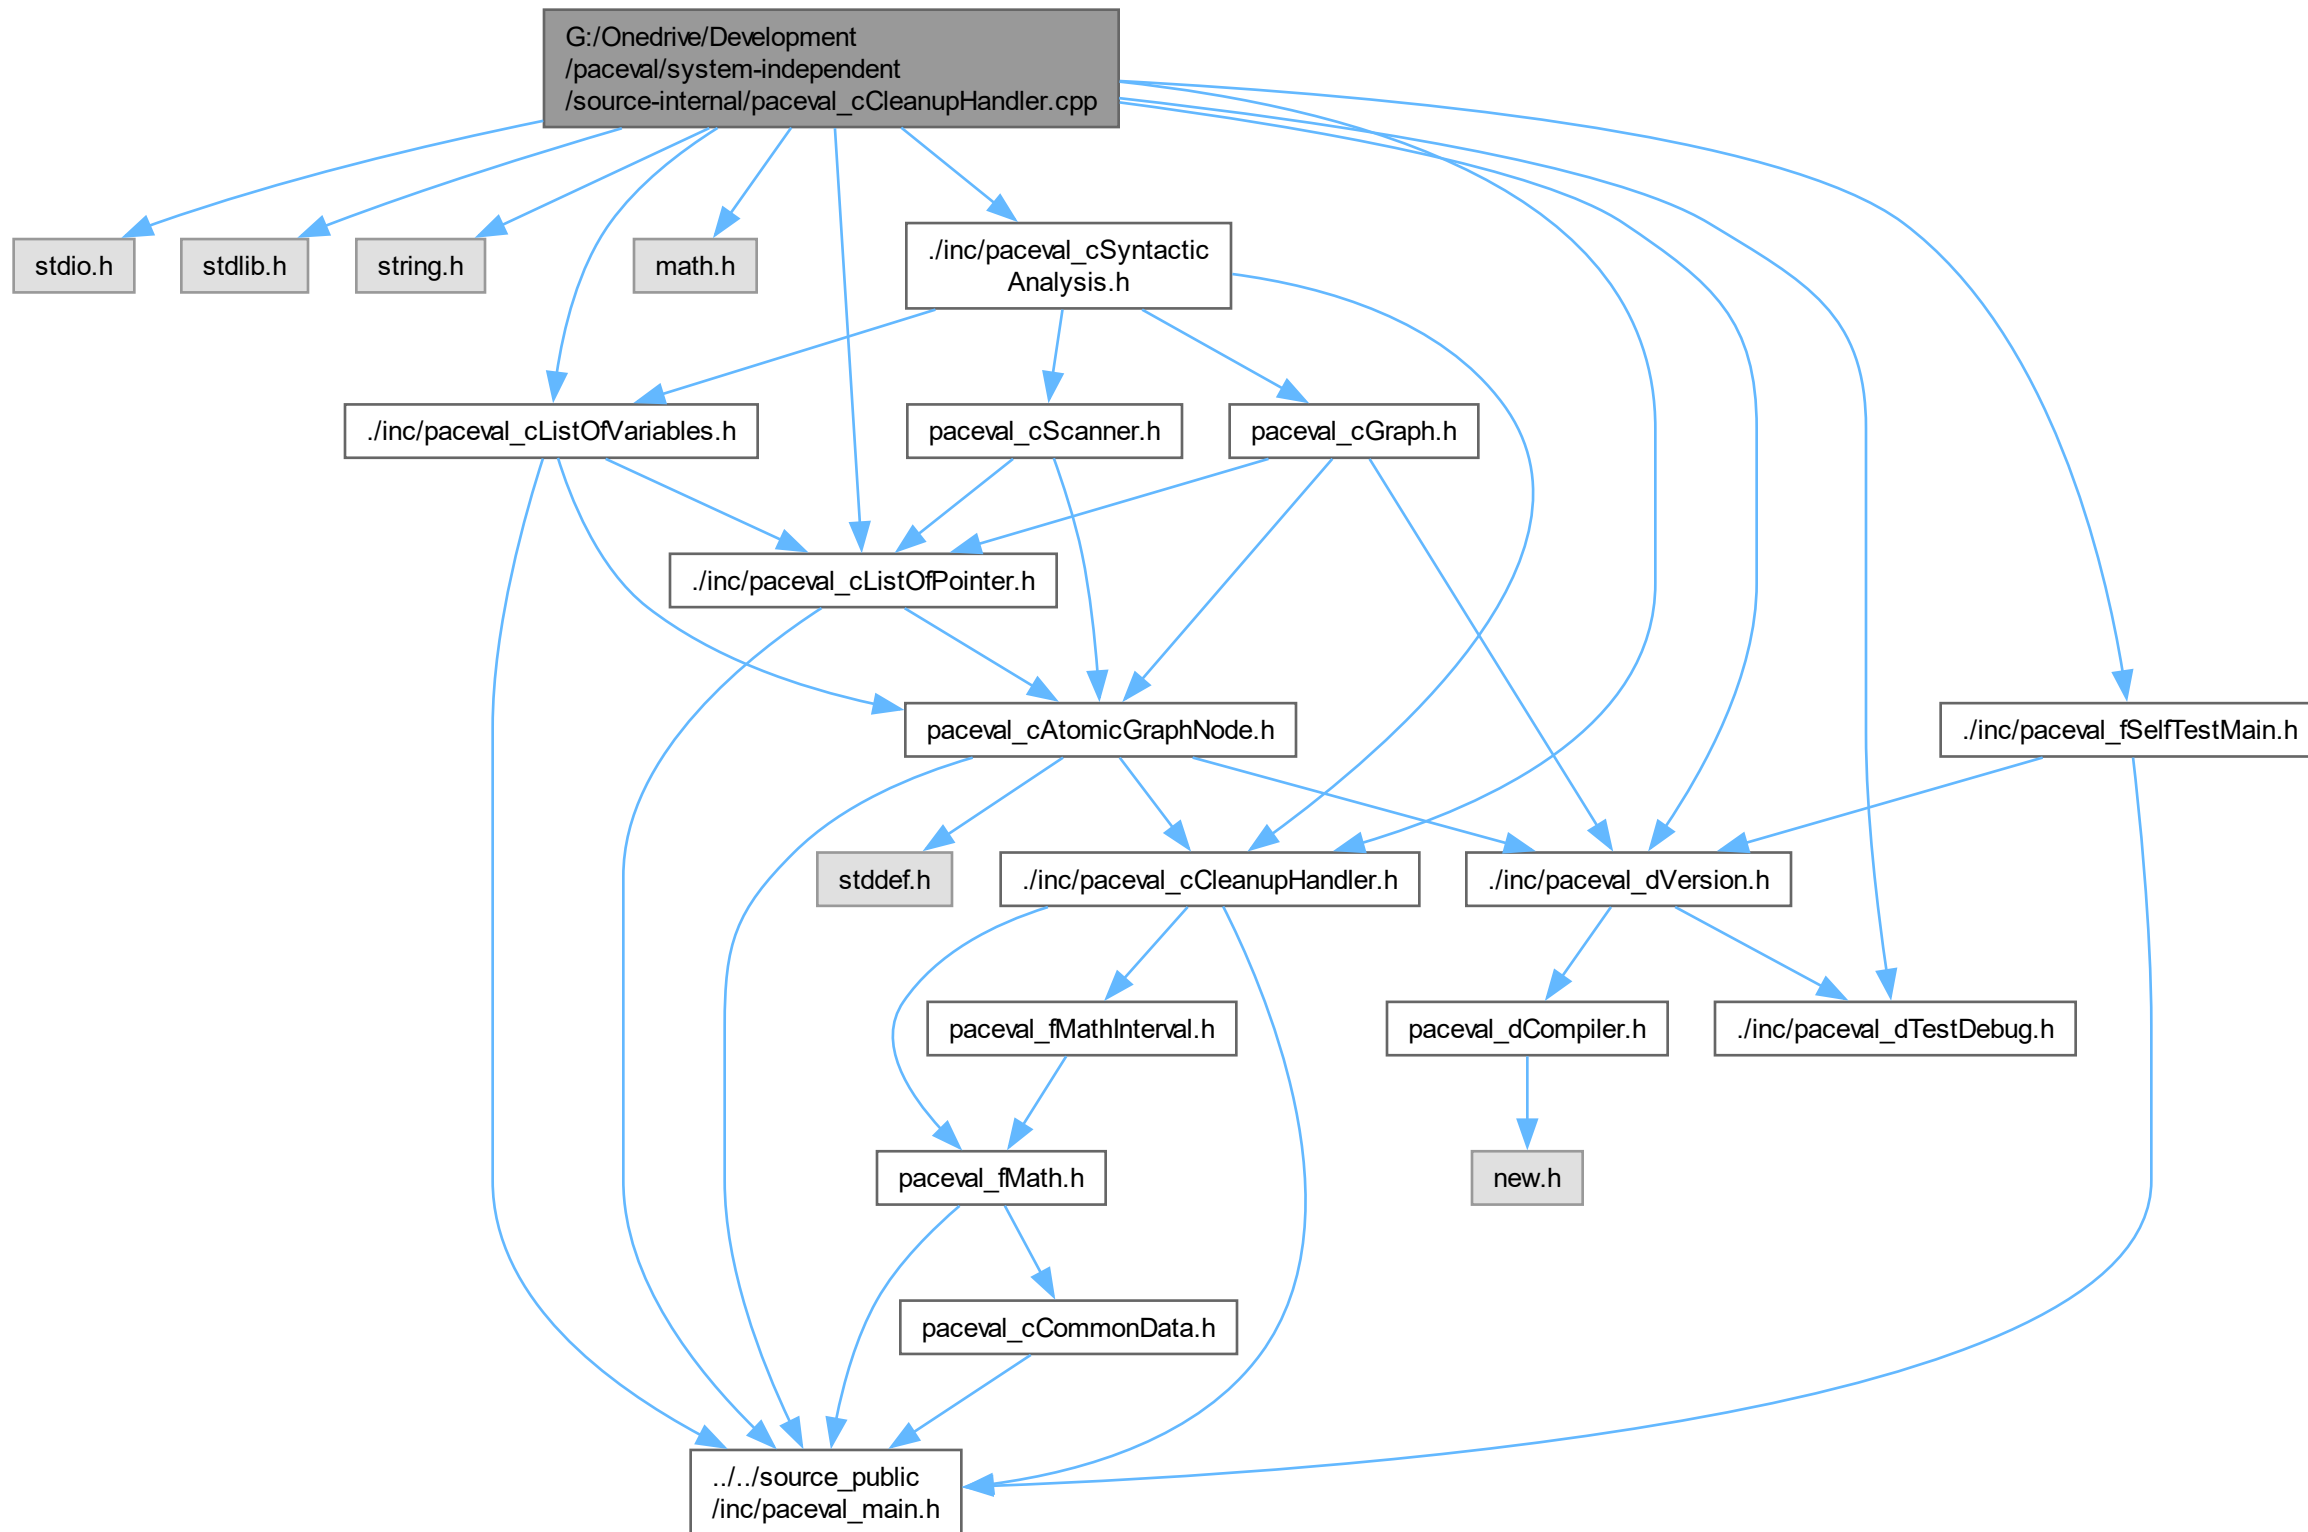 G:/Onedrive/Development
/paceval/system-independent
/source-internal/paceval_cCleanupHandler.cpp
stdio.h
stdlib.h
string.h
math.h
./inc/paceval_cSyntactic
Analysis.h
./inc/paceval_cListOfVariables.h
paceval_cScanner.h
paceval_cGraph.h
./inc/paceval_cListOfPointer.h
paceval_cAtomicGraphNode.h
./inc/paceval_fSelfTestMain.h
stddef.h
./inc/paceval_cCleanupHandler.h
./inc/paceval_dVersion.h
paceval_fMathInterval.h
paceval_dCompiler.h
./inc/paceval_dTestDebug.h
paceval_fMath.h
new.h
paceval_cCommonData.h
../../source_public
/inc/paceval_main.h